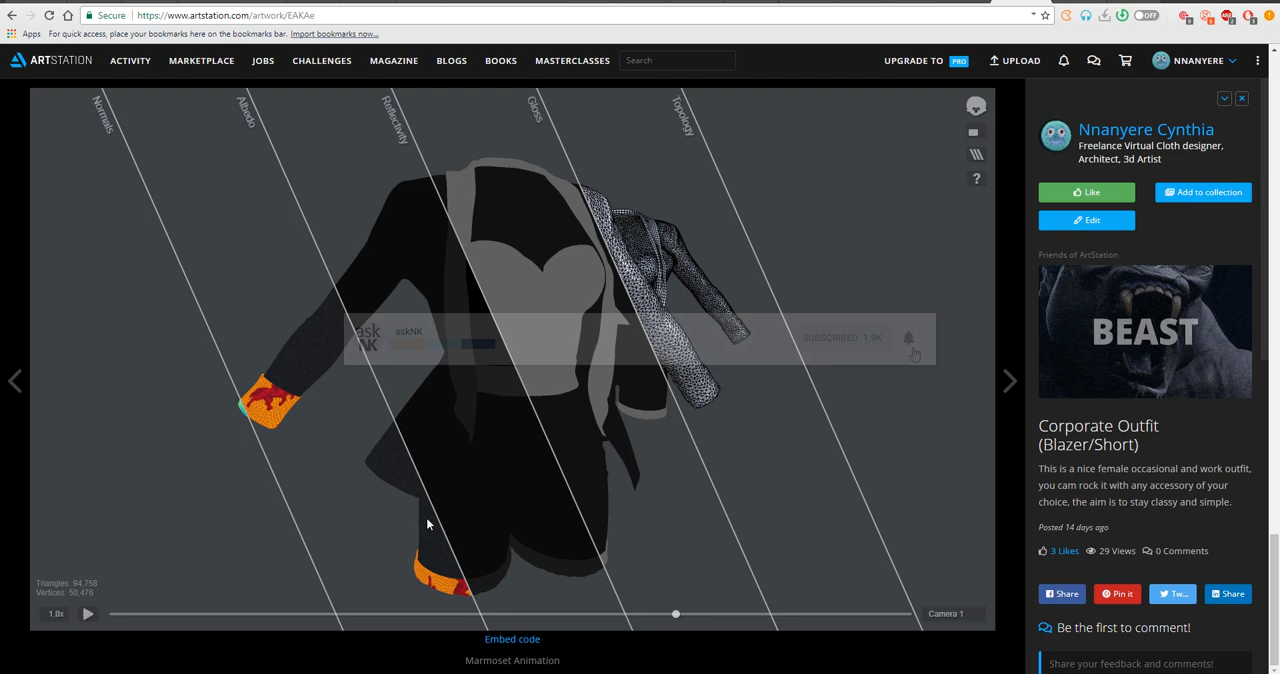 Secure
https://www.artstation.com/artwork/EAKAe
OFF
Apps
For quick access, place your bookmarks here on the bookmarks bar. Import bookmarks now...
ARTSTATION
ACTIVITY
MARKETPLACE
JOBS
CHALLENGES
MAGAZINE
BLOGS
BOOKS
MASTERCLASSES
Search
UPGRADE TO PRO
UPLOAD
NNANYERE
Normals
Albedo
Reflectivity
Gloss
Topology
?
ask NK
askNK
SUBSCRIBED 1.9K
Triangles: 94,758
Vertices: 50,476
1.0x
Camera 1
Embed code
Marmoset Animation
Nnanyere Cynthia
Freelance Virtual Cloth designer,
Architect, 3d Artist
Like
Add to collection
Edit
Friends of ArtStation
BEAST
Corporate Outfit
(Blazer/Short)
This is a nice female occasional and work outfit,
you cam rock it with any accessory of your
choice, the aim is to stay classy and simple.
Posted 14 days ago
3 Likes
29 Views
0 Comments
Share
Pin it
Tw...
Share
Be the first to comment!
Share your feedback and comments!